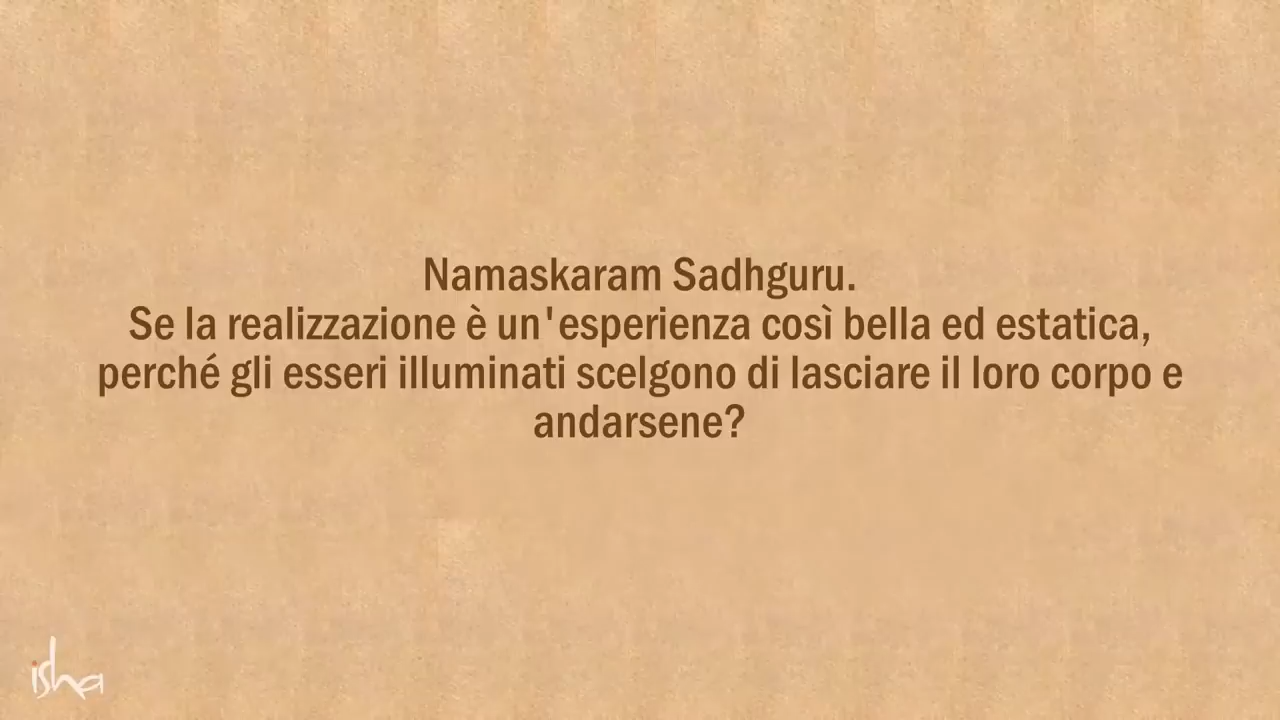 Namaskaram Sadhguru.
Se la realizzazione è un'esperienza così bella ed estatica,
perché gli esseri illuminati scelgono di lasciare il loro corpo e
andarsene?
isha